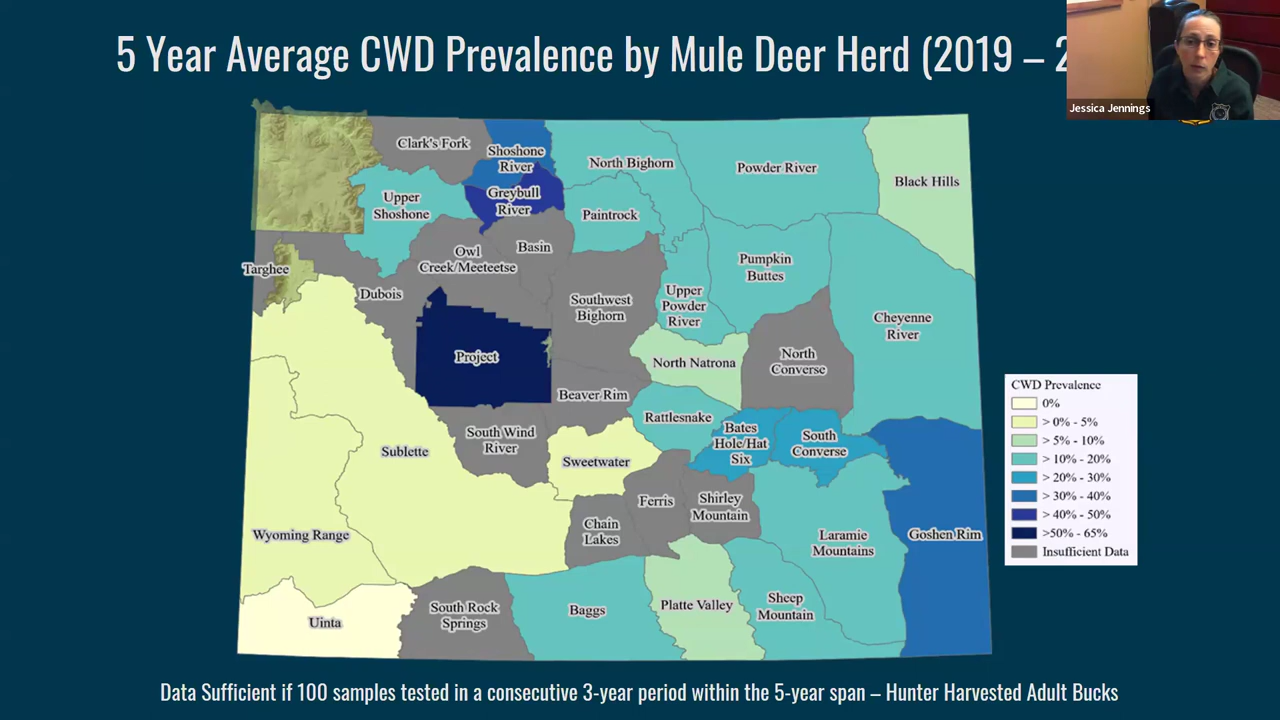 5 Year Average CWD Prevalence by Mule Deer Herd (2019 –
Jessica Jennings
Clark's Fork
Shoshone
River
North Bighorn
Powder River
Black Hills
Upper
Shoshone
Greybull
River
Paintrock
Owl
Creek/Meeteetse
Basin
Targhee
Dubois
Pumpkin
Buttes
Southwest
Bighorn
Upper
Powder
River
Cheyenne
River
Project
North Natrona
North
Converse
Beaver Rim
Rattlesnake
South Wind
River
Bates
Hole/Hat
Six
South
Converse
Sublette
Sweetwater
Ferris
Shirley
Mountain
Chain
Lakes
Wyoming Range
Laramie
Mountains
Goshen Rim
Uinta
South Rock
Springs
Baggs
Platte Valley
Sheep
Mountain
CWD Prevalence
0%
> 0% - 5%
> 5% - 10%
> 10% - 20%
> 20% - 30%
> 30% - 40%
> 40% - 50%
>50% - 65%
Insufficient Data
Data Sufficient if 100 samples tested in a consecutive 3-year period within the 5-year span – Hunter Harvested Adult Bucks